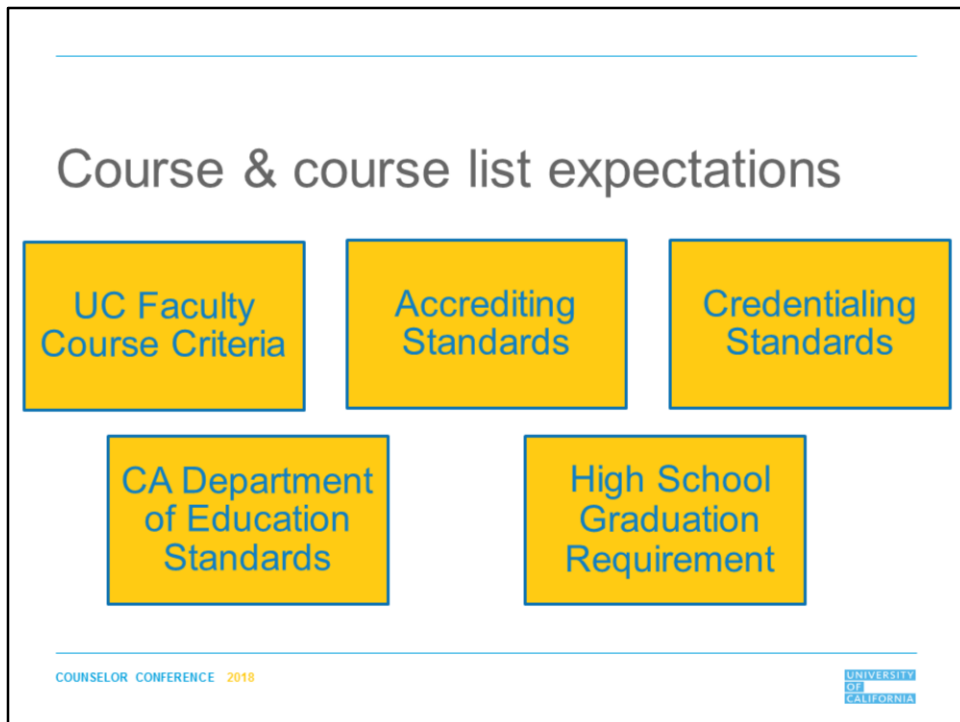 Course & course list expectations
UC Faculty
Course Criteria
Accrediting
Standards
Credentialing
Standards
CA Department
of Education
Standards
High School
Graduation
Requirement
COUNSELOR CONFERENCE 2018
UNIVERSITY
OF
CALIFORNIA